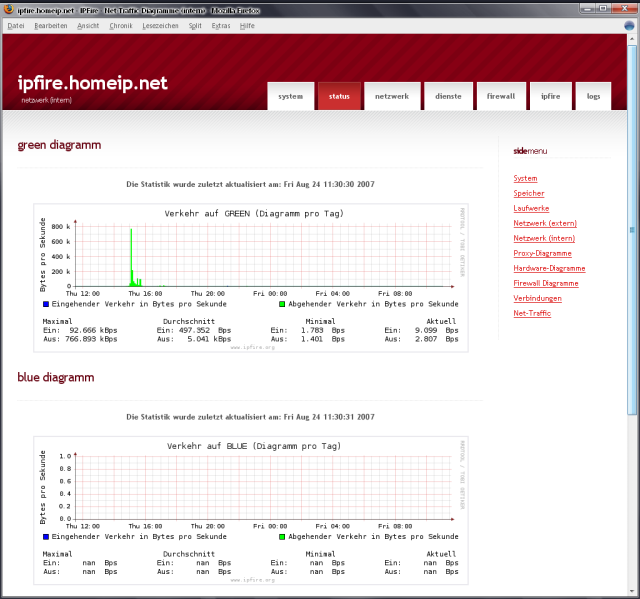 ipfire.homeip.net - IPFire - Net-Traffic-Diagramme (intern) - Mozilla Firefox
Datei Bearbeiten Ansicht Chronik Lesezeichen Split Extras Hilfe
ipfire.homeip.net
netzwerk (intern)
system status netzwerk dienste firewall ipfire logs
green diagramm
Die Statistik wurde zuletzt aktualisiert am: Fri Aug 24 11:30:30 2007
Verkehr auf GREEN (Diagramm pro Tag)
RRDTOOL / TOBI OETIKER
Bytes pro Sekunde
800 k
600 k
400 k
200 k
0
Thu 12:00 Thu 16:00 Thu 20:00 Fri 00:00 Fri 04:00 Fri 08:00
Eingehender Verkehr in Bytes pro Sekunde Abgehender Verkehr in Bytes pro Sekunde
Maximal Durchschnitt Minimal Aktuell
Ein: 92.666 kBps Ein: 497.352 Bps Ein: 1.783 Bps Ein: 9.099 Bps
Aus: 766.893 kBps Aus: 5.041 kBps Aus: 1.401 Bps Aus: 2.807 Bps
www.ipfire.org
blue diagramm
Die Statistik wurde zuletzt aktualisiert am: Fri Aug 24 11:30:31 2007
Verkehr auf BLUE (Diagramm pro Tag)
RRDTOOL / TOBI OETIKER
Bytes pro Sekunde
1.0
0.8
0.6
0.4
0.2
0.0
Thu 12:00 Thu 16:00 Thu 20:00 Fri 00:00 Fri 04:00 Fri 08:00
Eingehender Verkehr in Bytes pro Sekunde Abgehender Verkehr in Bytes pro Sekunde
Maximal Durchschnitt Minimal Aktuell
Ein: nan Bps Ein: nan Bps Ein: nan Bps Ein: nan Bps
Aus: nan Bps Aus: nan Bps Aus: nan Bps Aus: nan Bps
www.ipfire.org
sidemenu
System
Speicher
Laufwerke
Netzwerk (extern)
Netzwerk (intern)
Proxy-Diagramme
Hardware-Diagramme
Firewall Diagramme
Verbindungen
Net-Traffic